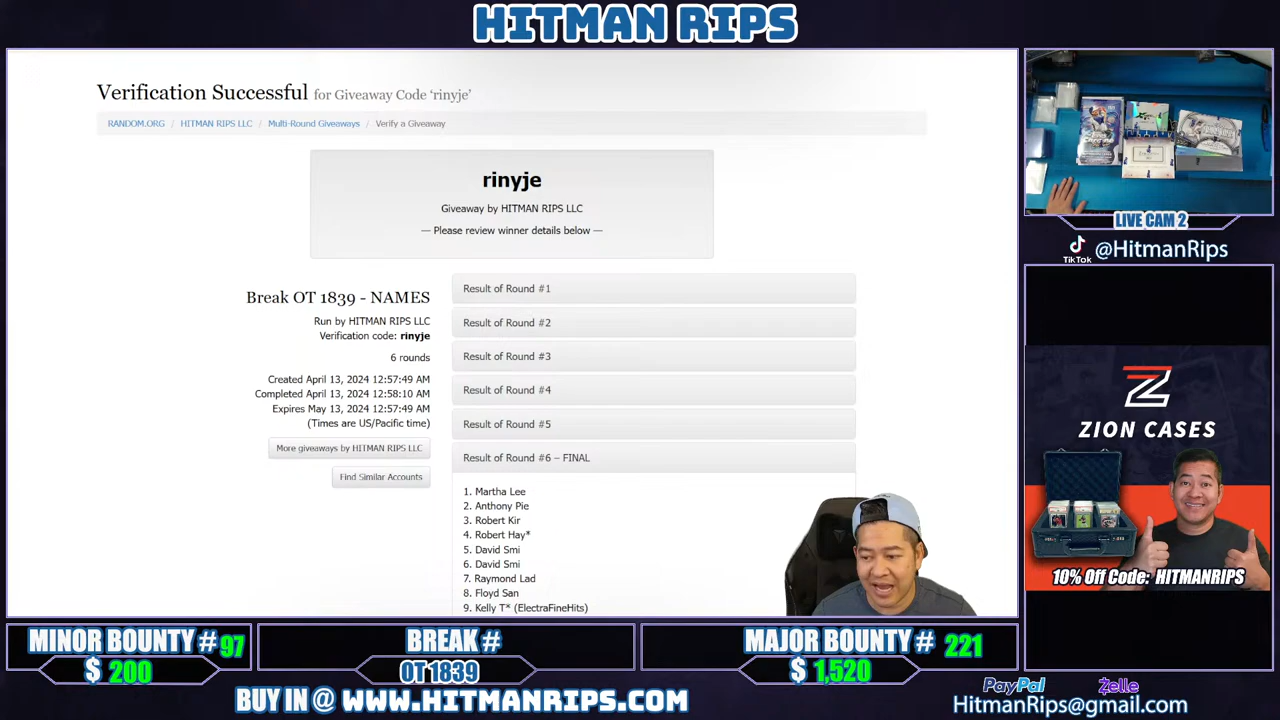 HITMAN RIPS
Verification Successful for Giveaway Code ‘rinyje’
RANDOM.ORG / HITMAN RIPS LLC / Multi-Round Giveaways / Verify a Giveaway
rinyje
Giveaway by HITMAN RIPS LLC
— Please review winner details below —
Break OT 1839 - NAMES
Run by HITMAN RIPS LLC
Verification code: rinyje
6 rounds
Created April 13, 2024 12:57:49 AM
Completed April 13, 2024 12:58:10 AM
Expires May 13, 2024 12:57:49 AM
(Times are US/Pacific time)
More giveaways by HITMAN RIPS LLC
Find Similar Accounts
Result of Round #1
Result of Round #2
Result of Round #3
Result of Round #4
Result of Round #5
Result of Round #6 – FINAL
1. Martha Lee
2. Anthony Pie
3. Robert Kir
4. Robert Hay*
5. David Smi
6. David Smi
7. Raymond Lad
8. Floyd San
9. Kelly T* (ElectraFineHits)
LIVE CAM 2
TikTok
@HitmanRips
Z
ZION CASES
10% Off Code: HITMANRIPS
MINOR BOUNTY # 97
$ 200
BREAK #
OT 1839
MAJOR BOUNTY # 221
$ 1,520
BUY IN @ WWW.HITMANRIPS.COM
PayPal
Zelle
HitmanRips@gmail.com